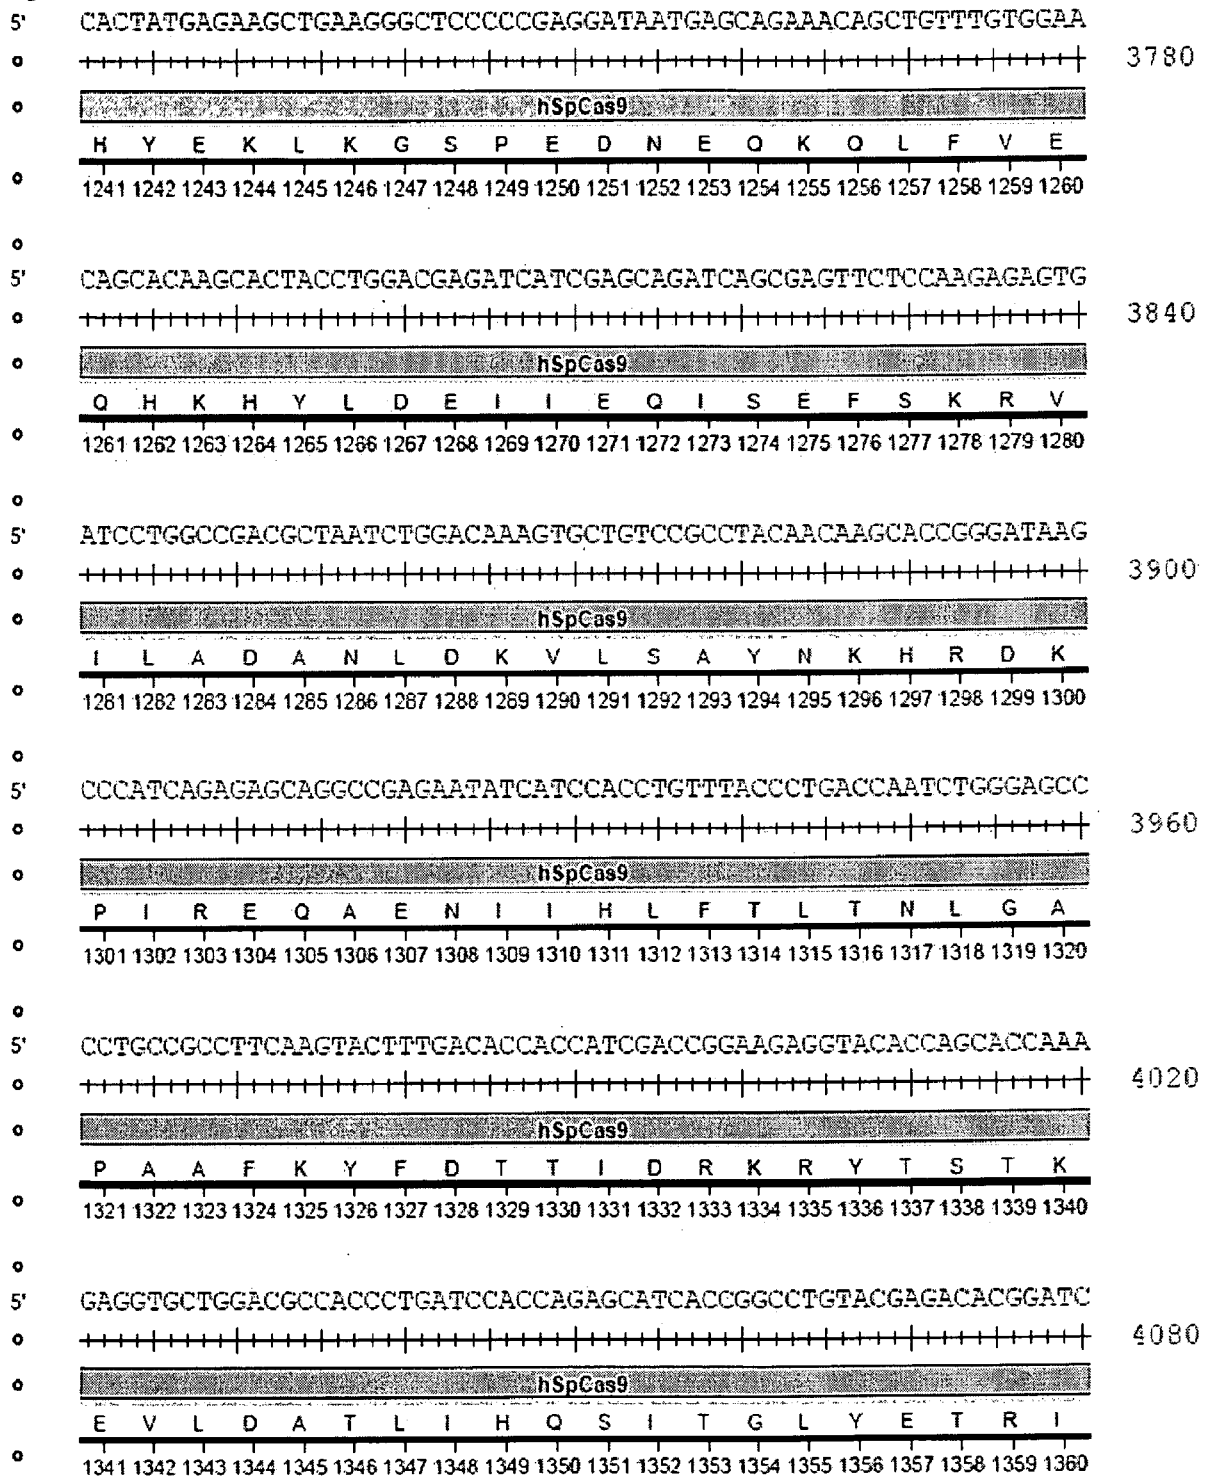 5' CACTATGAGAAGCTGAAGGGCTCCCCCGAGGATAATGAGCAGAAACAGCTGTTTGTGGAA
3780
hSpCas9
H Y E K L K G S P E D N E Q K Q L F V E
1241 1242 1243 1244 1245 1246 1247 1248 1249 1250 1251 1252 1253 1254 1255 1256 1257 1258 1259 1260
5' CAGCACAAGCACTACCTGGACGAGATCATCGAGCAGATCAGCGAGTTCTCCAAGAGAGTG
3840
hSpCas9
Q H K H Y L D E I I E Q I S E F S K R V
1261 1262 1263 1264 1265 1266 1267 1268 1269 1270 1271 1272 1273 1274 1275 1276 1277 1278 1279 1280
5' ATCCTGGCCGACGCTAATCTGGACAAAGTGCTGTCCGCCTACAACAAGCACCGGGATAAG
3900
hSpCas9
I L A D A N L D K V L S A Y N K H R D K
1281 1282 1283 1284 1285 1286 1287 1288 1289 1290 1291 1292 1293 1294 1295 1296 1297 1298 1299 1300
5' CCCATCAGAGAGCAGGCCGAGAATATCATCCACCTGTTTACCCTGACCAATCTGGGAGCC
3960
hSpCas9
P I R E Q A E N I I H L F T L T N L G A
1301 1302 1303 1304 1305 1306 1307 1308 1309 1310 1311 1312 1313 1314 1315 1316 1317 1318 1319 1320
5' CCTGCCGCCTTCAAGTACTTTGACACCACCATCGACCGGAAGAGGTACACCAGCACCAAA
4020
hSpCas9
P A A F K Y F D T T I D R K R Y T S T K
1321 1322 1323 1324 1325 1326 1327 1328 1329 1330 1331 1332 1333 1334 1335 1336 1337 1338 1339 1340
5' GAGGTGCTGGACGCCACCCTGATCCACCAGAGCATCACCGGCCTGTACGAGACACGGATC
4080
hSpCas9
E V L D A T L I H Q S I T G L Y E T R I
1341 1342 1343 1344 1345 1346 1347 1348 1349 1350 1351 1352 1353 1354 1355 1356 1357 1358 1359 1360